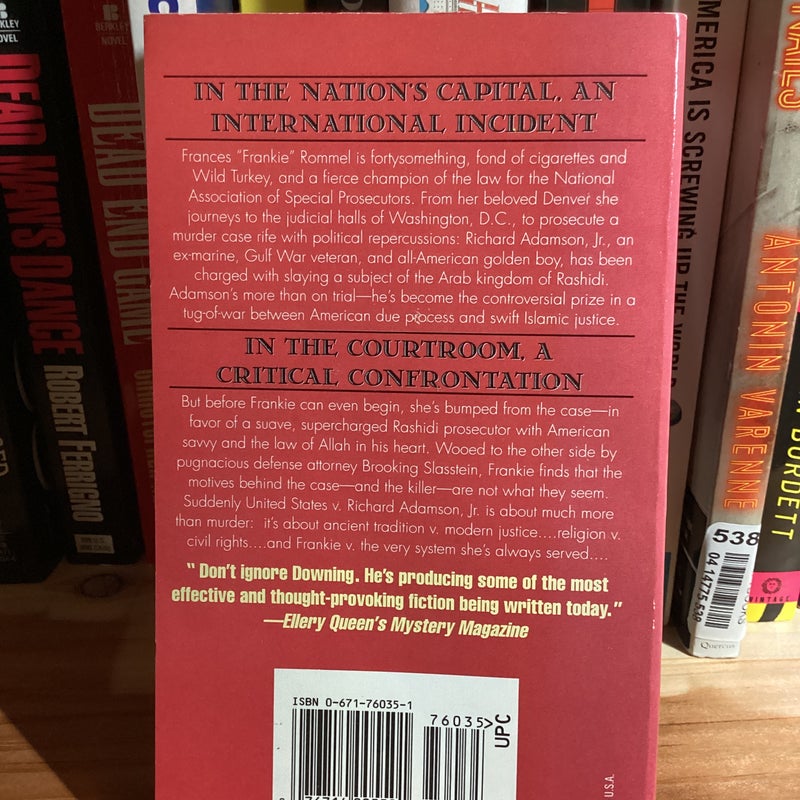 IN THE NATION'S CAPITAL, AN
INTERNATIONAL INCIDENT
Frances "Frankie" Rommel is fortysomething, fond of cigarettes and
Wild Turkey, and a fierce champion of the law for the National
Association of Special Prosecutors. From her beloved Denver she
journeys to the judicial halls of Washington, D.C., to prosecute a
murder case rife with political repercussions: Richard Adamson, Jr., an
ex-marine, Gulf War veteran, and all-American golden boy, has been
charged with slaying a subject of the Arab kingdom of Rashidi.
Adamson's more than on trial—he's become the controversial prize in a
tug-of-war between American due process and swift Islamic justice.
IN THE COURTROOM, A
CRITICAL CONFRONTATION
But before Frankie can even begin, she's bumped from the case—in
favor of a suave, supercharged Rashidi prosecutor with American
savvy and the law of Allah in his heart. Wooed to the other side by
pugnacious defense attorney Brooking Slasstein, Frankie finds that the
motives behind the case—and the killer—are not what they seem.
Suddenly United States v. Richard Adamson, Jr. is about much more
than murder: it's about ancient tradition v. modern justice....religion v.
civil rights....and Frankie v. the very system she's always served....
" Don't ignore Downing. He's producing some of the most
effective and thought-provoking fiction being written today."
—Ellery Queen's Mystery Magazine
ISBN 0-671-76035-1
76035>
UPC
U.S.A.
BERKLEY
NOVEL
DEAD MAN'S DANCE
ROBERT FERRIGNO
BERKLEY
NOVEL
DEAD END GAME
MERICA IS SCREWING UP THE WORLD
ANTONIN VARENNE
538
04 14775-539
Quercus
BURDETT
VINTAGE